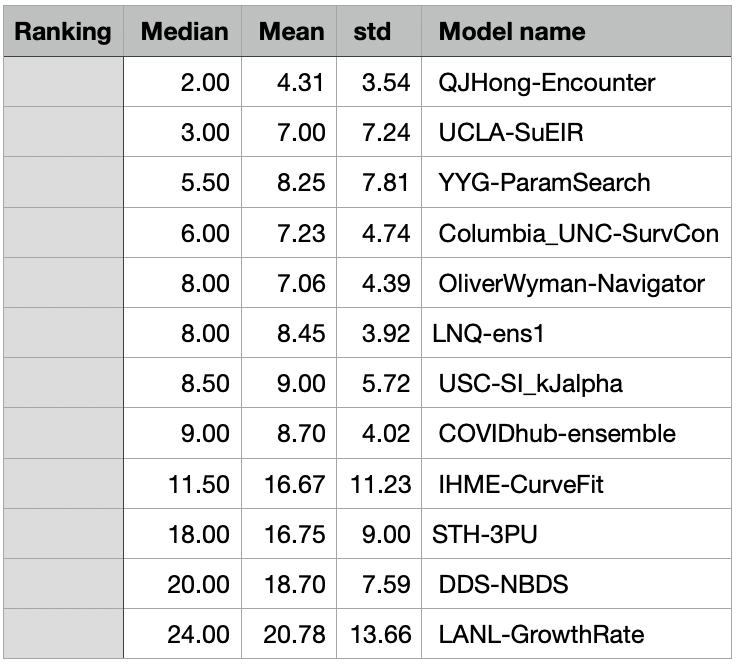 Ranking Median Mean std Model name
2.00 4.31 3.54 QJHong-Encounter
3.00 7.00 7.24 UCLA-SuEIR
5.50 8.25 7.81 YYG-ParamSearch
6.00 7.23 4.74 Columbia_UNC-SurvCon
8.00 7.06 4.39 OliverWyman-Navigator
8.00 8.45 3.92 LNQ-ens1
8.50 9.00 5.72 USC-SI_kJalpha
9.00 8.70 4.02 COVIDhub-ensemble
11.50 16.67 11.23 IHME-CurveFit
18.00 16.75 9.00 STH-3PU
20.00 18.70 7.59 DDS-NBDS
24.00 20.78 13.66 LANL-GrowthRate